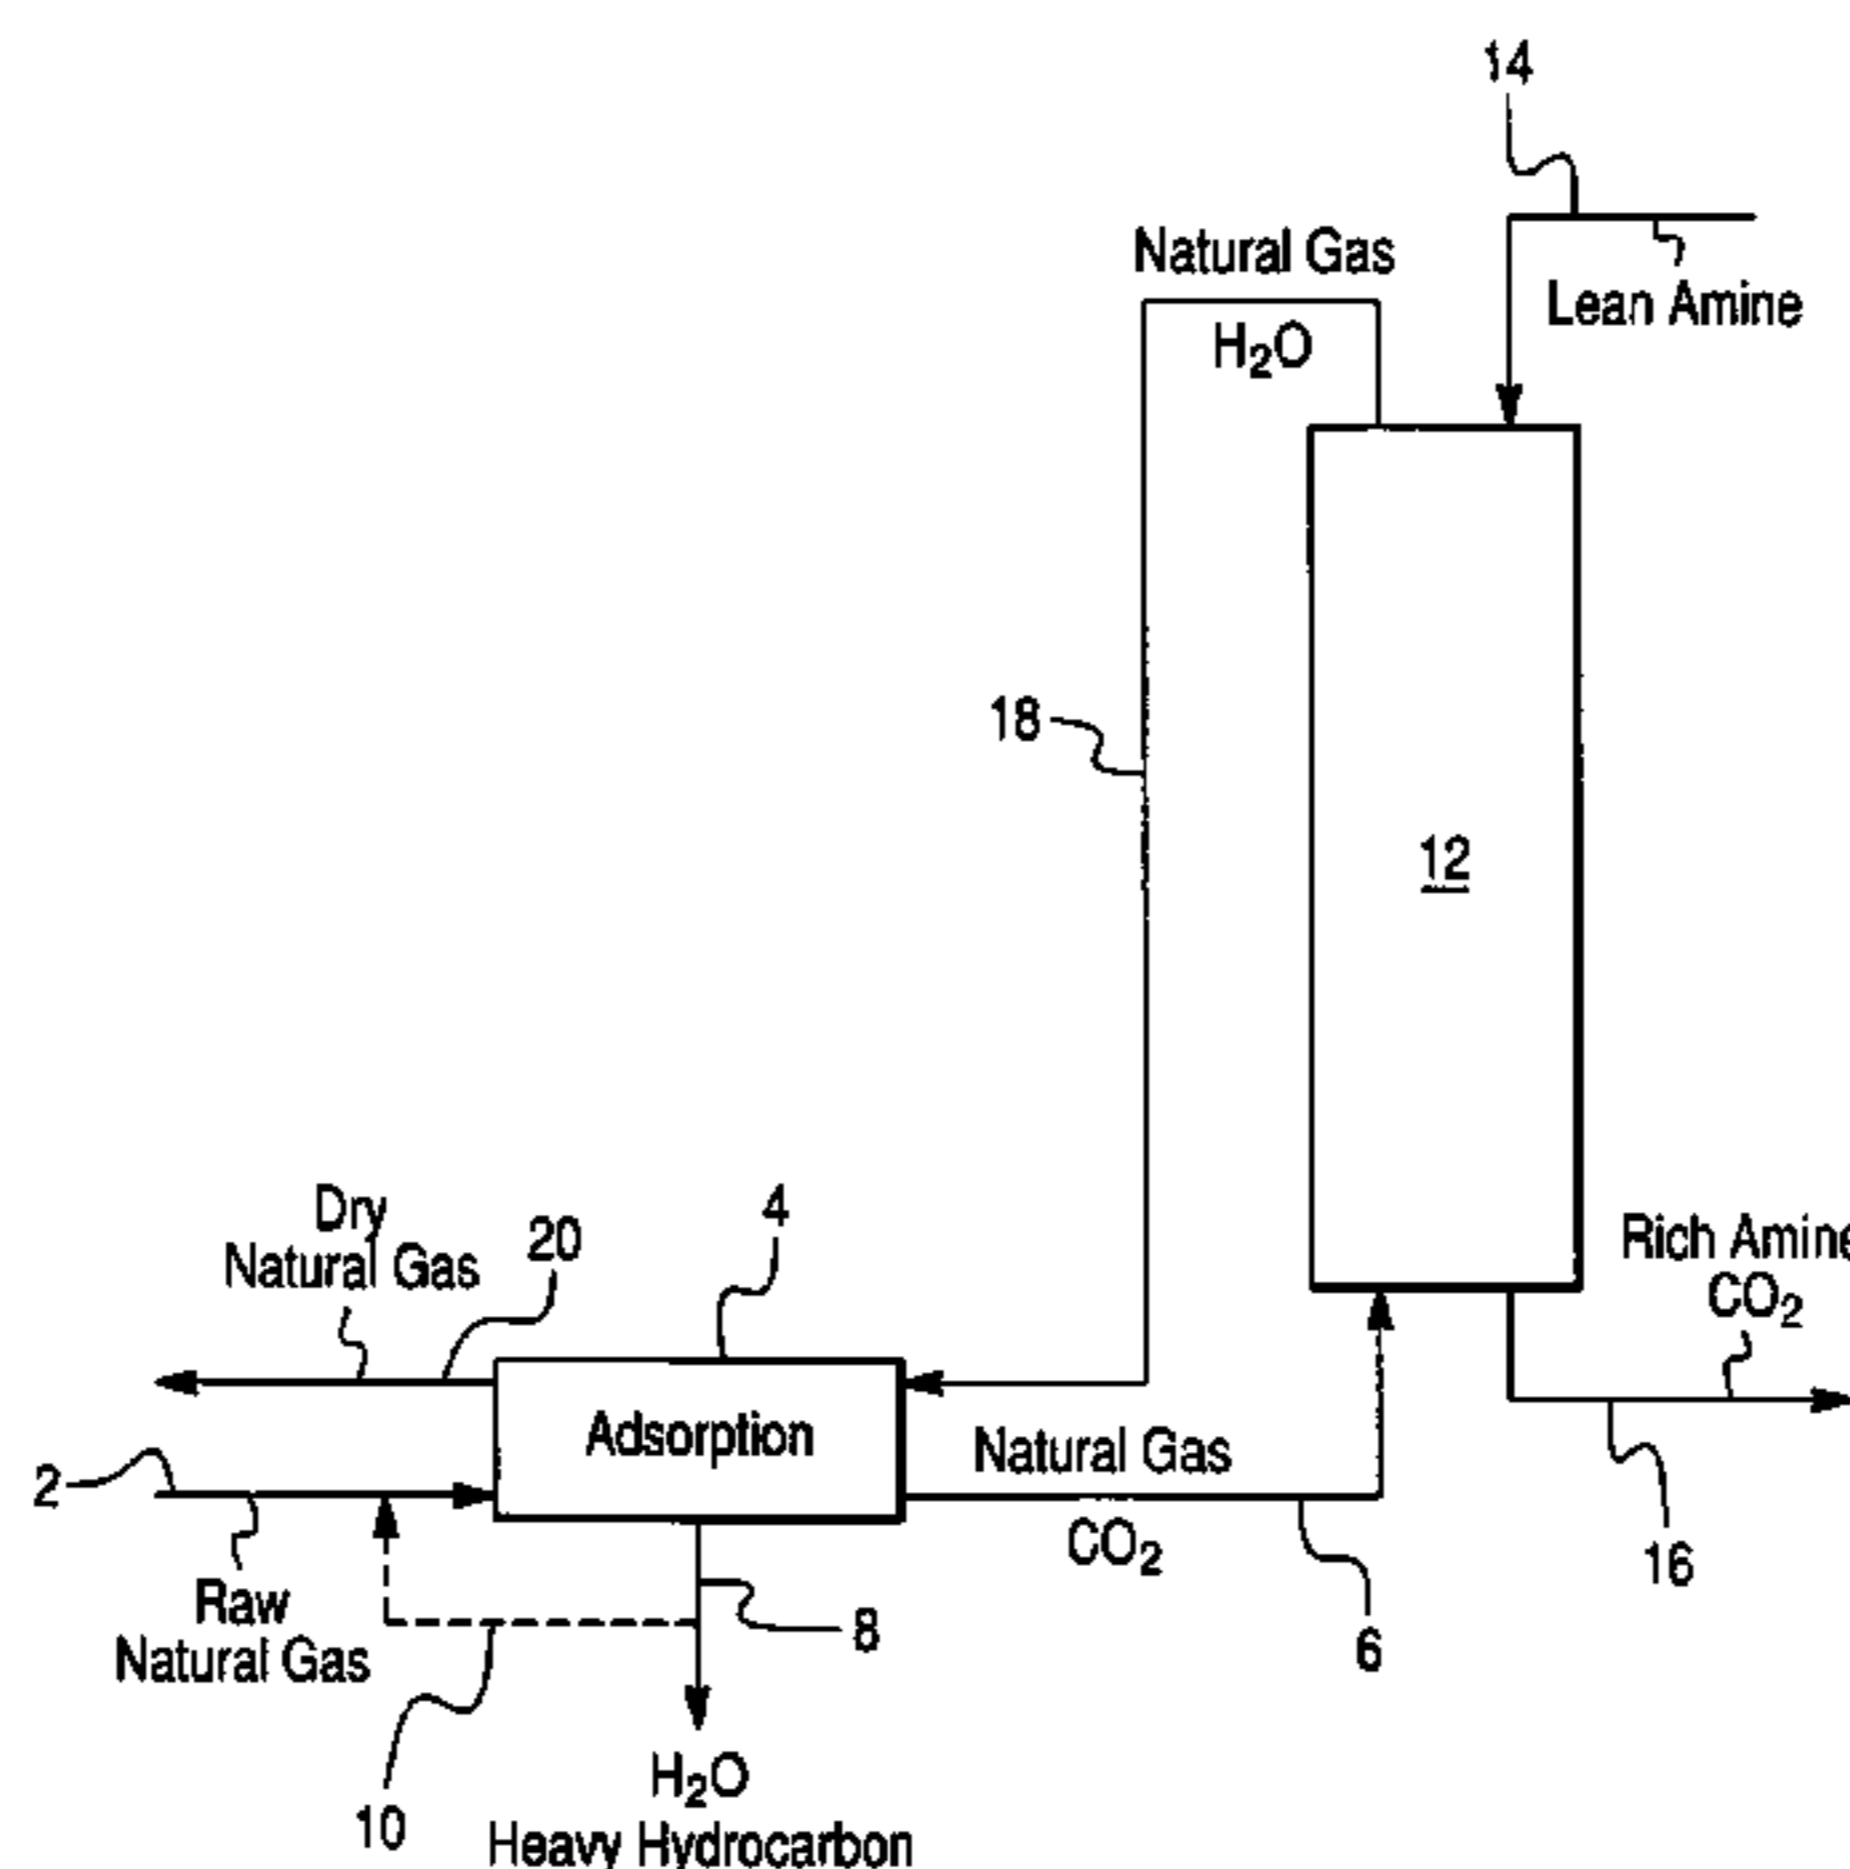 14
Natural Gas
H₂O
Lean Amine
18
12
Dry
Natural Gas
20
4
Rich Amine
CO₂
Adsorption
Natural Gas
CO₂
2
Raw
Natural Gas
8
6
16
10
H₂O
Heavy Hydrocarbon